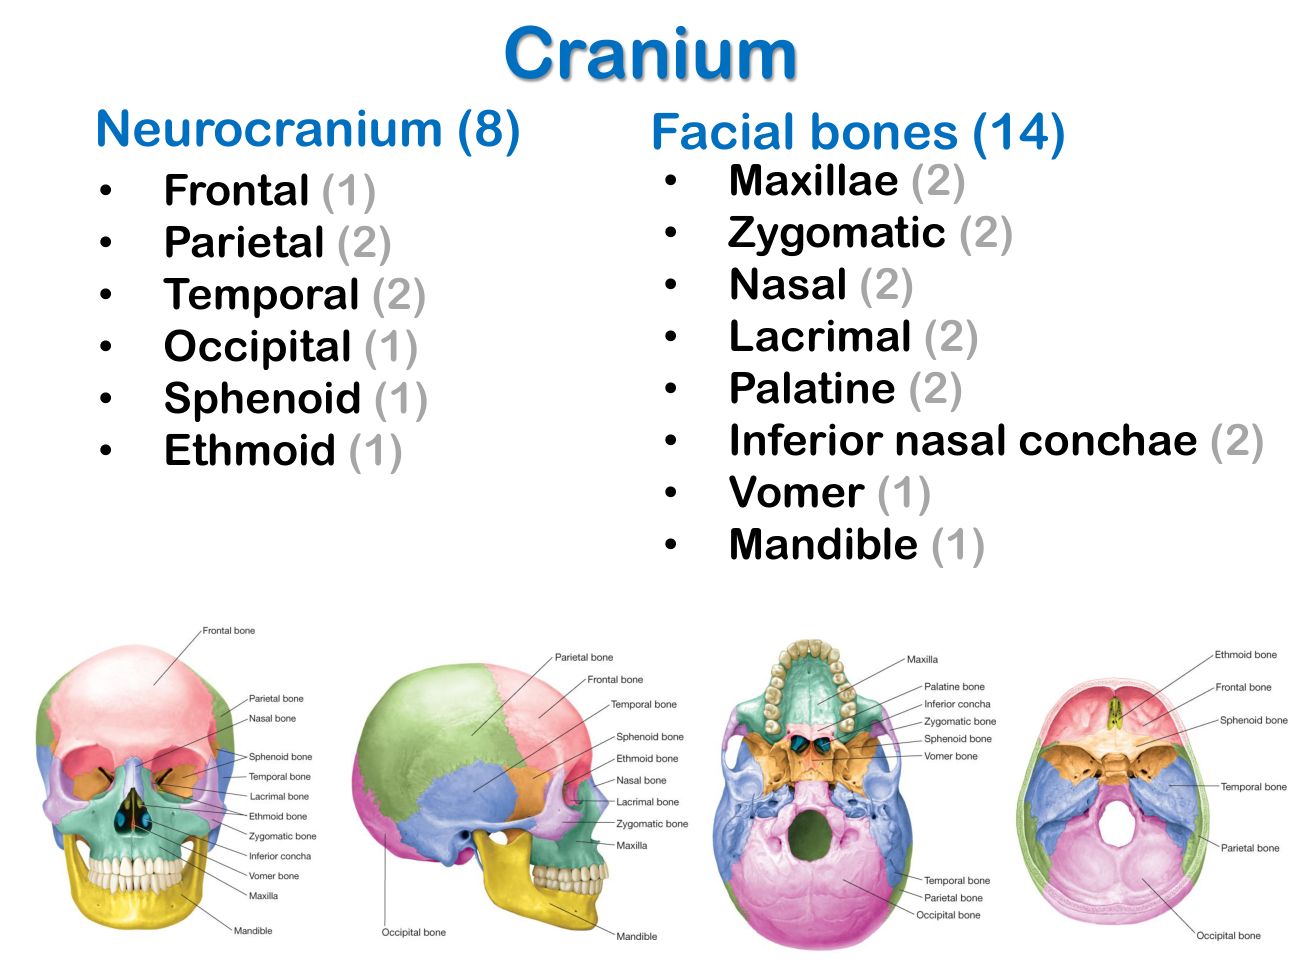 Cranium
Neurocranium (8)
• Frontal (1)
• Parietal (2)
• Temporal (2)
• Occipital (1)
• Sphenoid (1)
• Ethmoid (1)
Facial bones (14)
• Maxillae (2)
• Zygomatic (2)
• Nasal (2)
• Lacrimal (2)
• Palatine (2)
• Inferior nasal conchae (2)
• Vomer (1)
• Mandible (1)
Frontal bone
Parietal bone
Nasal bone
Sphenoid bone
Temporal bone
Lacrimal bone
Ethmoid bone
Zygomatic bone
Inferior concha
Vomer bone
Maxilla
Mandible
Parietal bone
Frontal bone
Temporal bone
Sphenoid bone
Ethmoid bone
Nasal bone
Lacrimal bone
Zygomatic bone
Maxilla
Occipital bone
Mandible
Maxilla
Palatine bone
Inferior concha
Zygomatic bone
Sphenoid bone
Vomer bone
Temporal bone
Parietal bone
Occipital bone
Ethmoid bone
Frontal bone
Sphenoid bone
Temporal bone
Parietal bone
Occipital bone